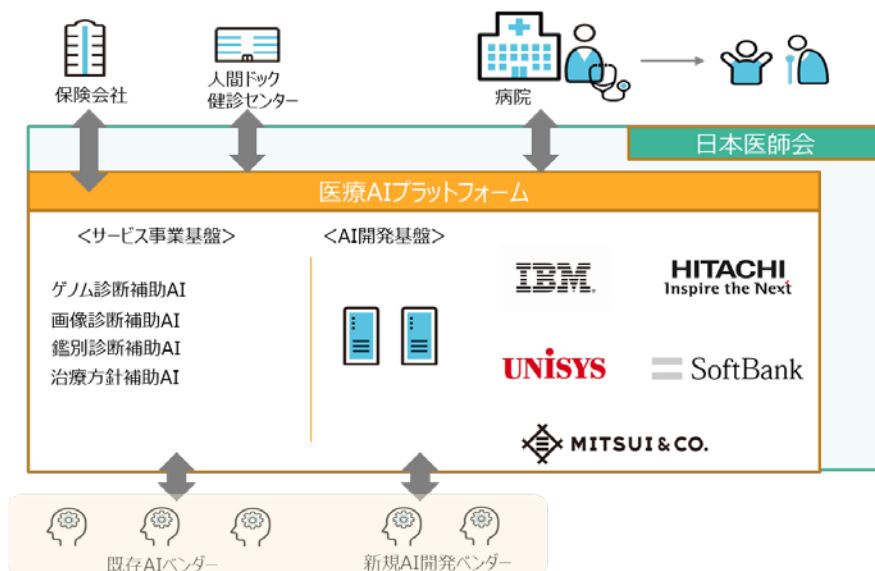 保険会社
人間ドック
健診センター
病院
日本医師会
医療AIプラットフォーム
<サービス事業基盤>
<AI開発基盤>
ゲノム診断補助AI
画像診断補助AI
鑑別診断補助AI
治療方針補助AI
IBM®
HITACHI
Inspire the Next
UNISYS
SoftBank
MITSUI & CO.
既存AIベンダー
新規AI開発ベンダー